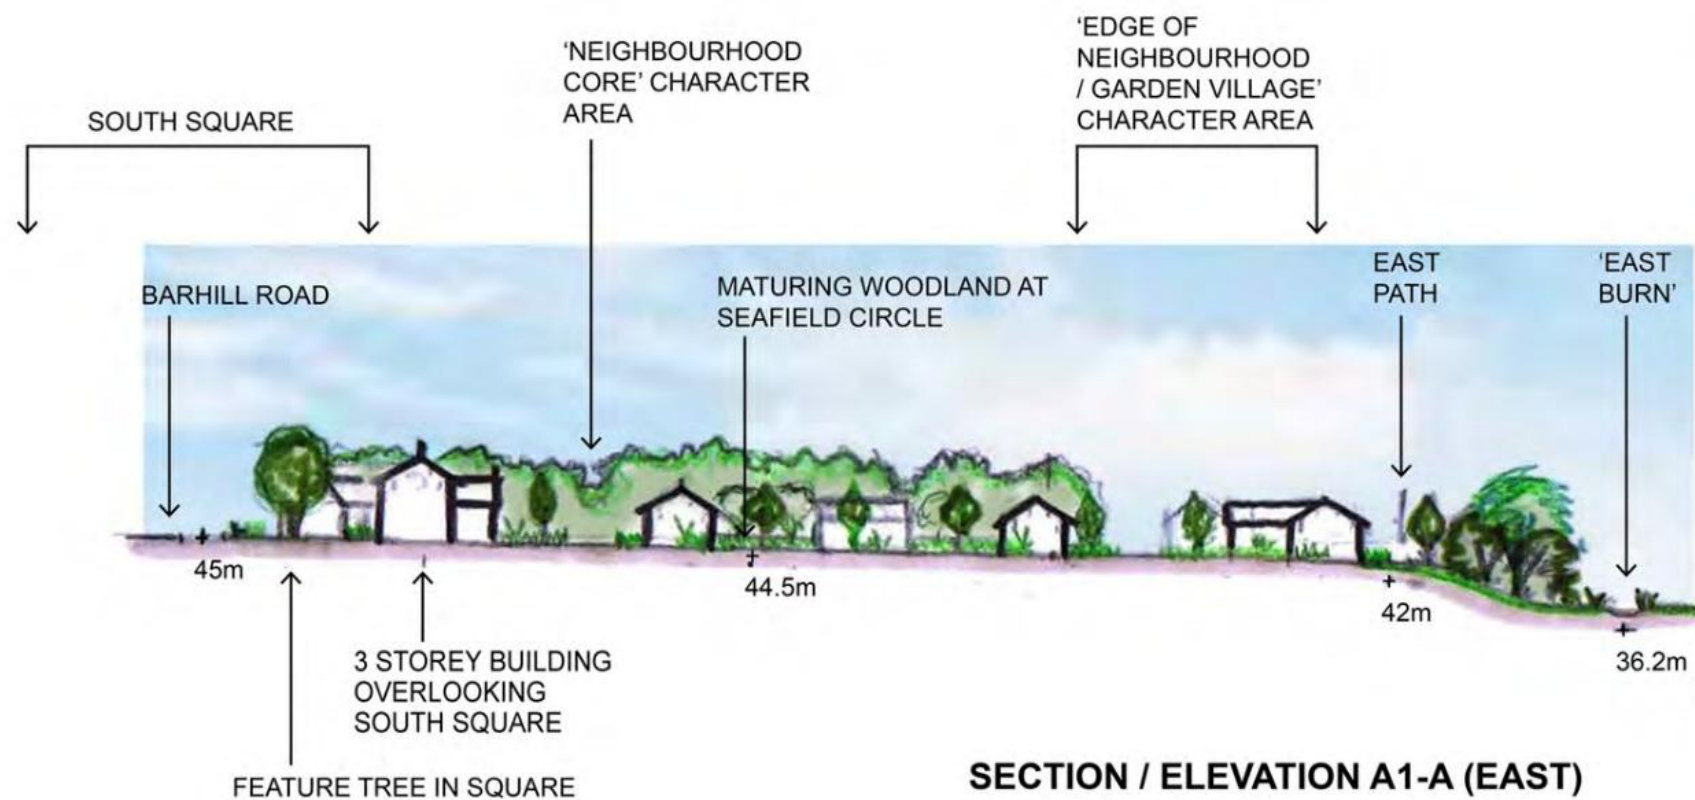 'EDGE OF
NEIGHBOURHOOD
/ GARDEN VILLAGE'
CHARACTER AREA
'NEIGHBOURHOOD
CORE' CHARACTER
AREA
SOUTH SQUARE
BARHILL ROAD
MATURING WOODLAND AT
SEAFIELD CIRCLE
EAST
PATH
'EAST
BURN'
45m
44.5m
42m
36.2m
3 STOREY BUILDING
OVERLOOKING
SOUTH SQUARE
FEATURE TREE IN SQUARE
SECTION / ELEVATION A1-A (EAST)